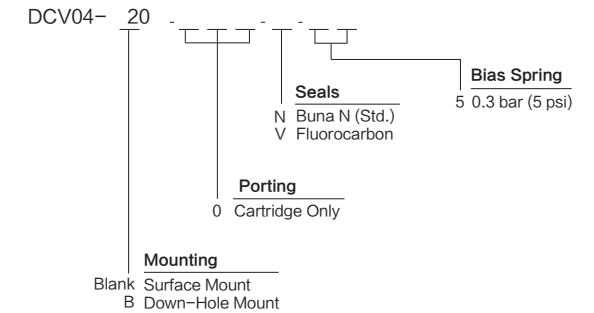 DCV04- 20 - - -
Bias Spring
5 0.3 bar (5 psi)
Seals
N Buna N (Std.)
V Fluorocarbon
Porting
0 Cartridge Only
Mounting
Blank Surface Mount
B Down-Hole Mount